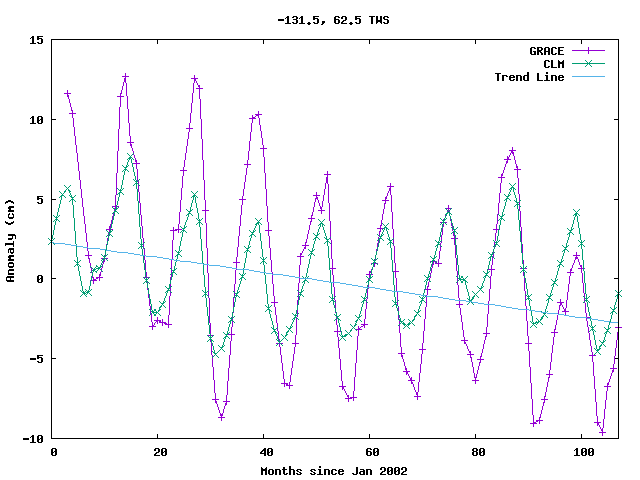 -131.5, 62.5 TWS
GRACE
CLM
Trend Line
15
10
5
0
-5
-10
Anomaly (cm)
0 20 40 60 80 100
Months since Jan 2002